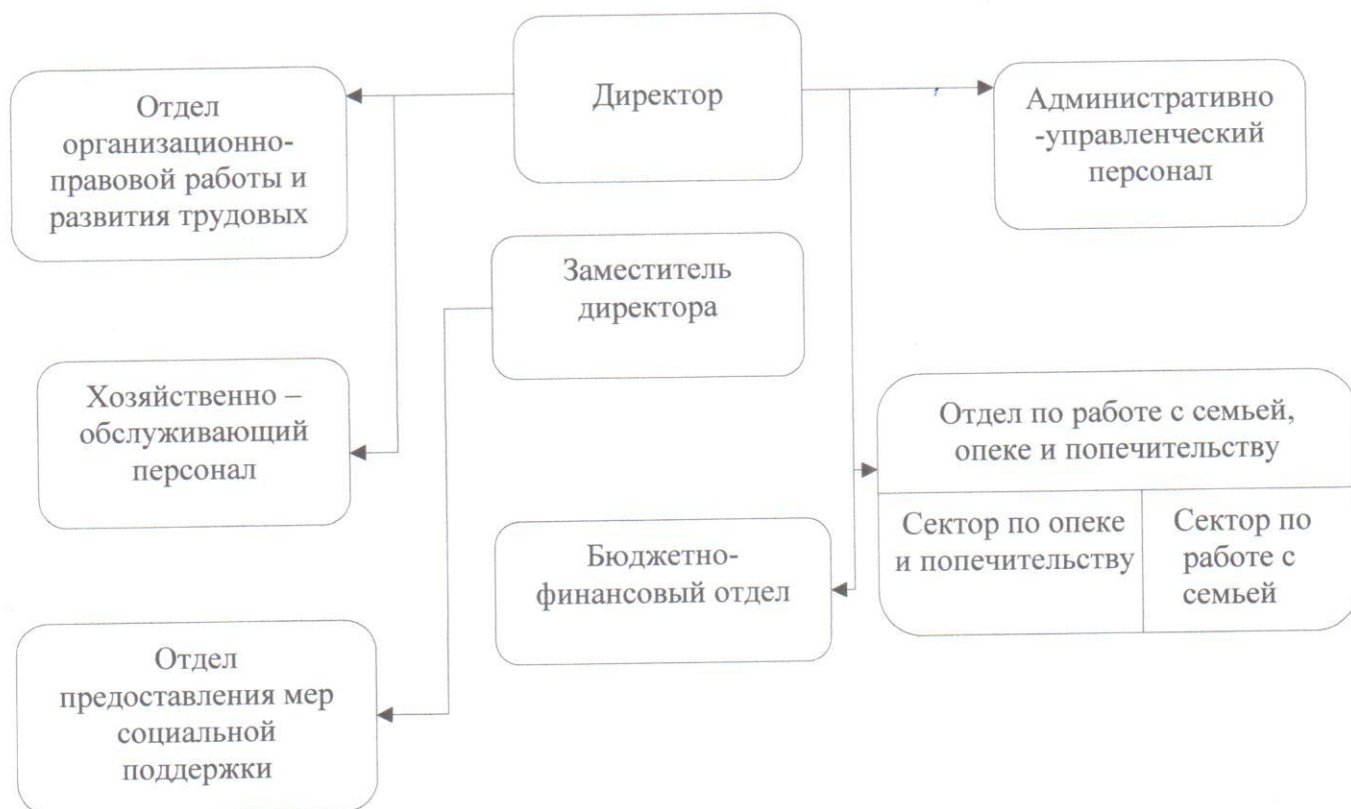 Директор
Отдел
организационно-
правовой работы и
развития трудовых
Административно
-управленческий
персонал
Заместитель
директора
Хозяйственно –
обслуживающий
персонал
Отдел по работе с семьей,
опеке и попечительству
Сектор по опеке
и попечительству
Сектор по
работе с
семьей
Бюджетно-
финансовый отдел
Отдел
предоставления мер
социальной
поддержки